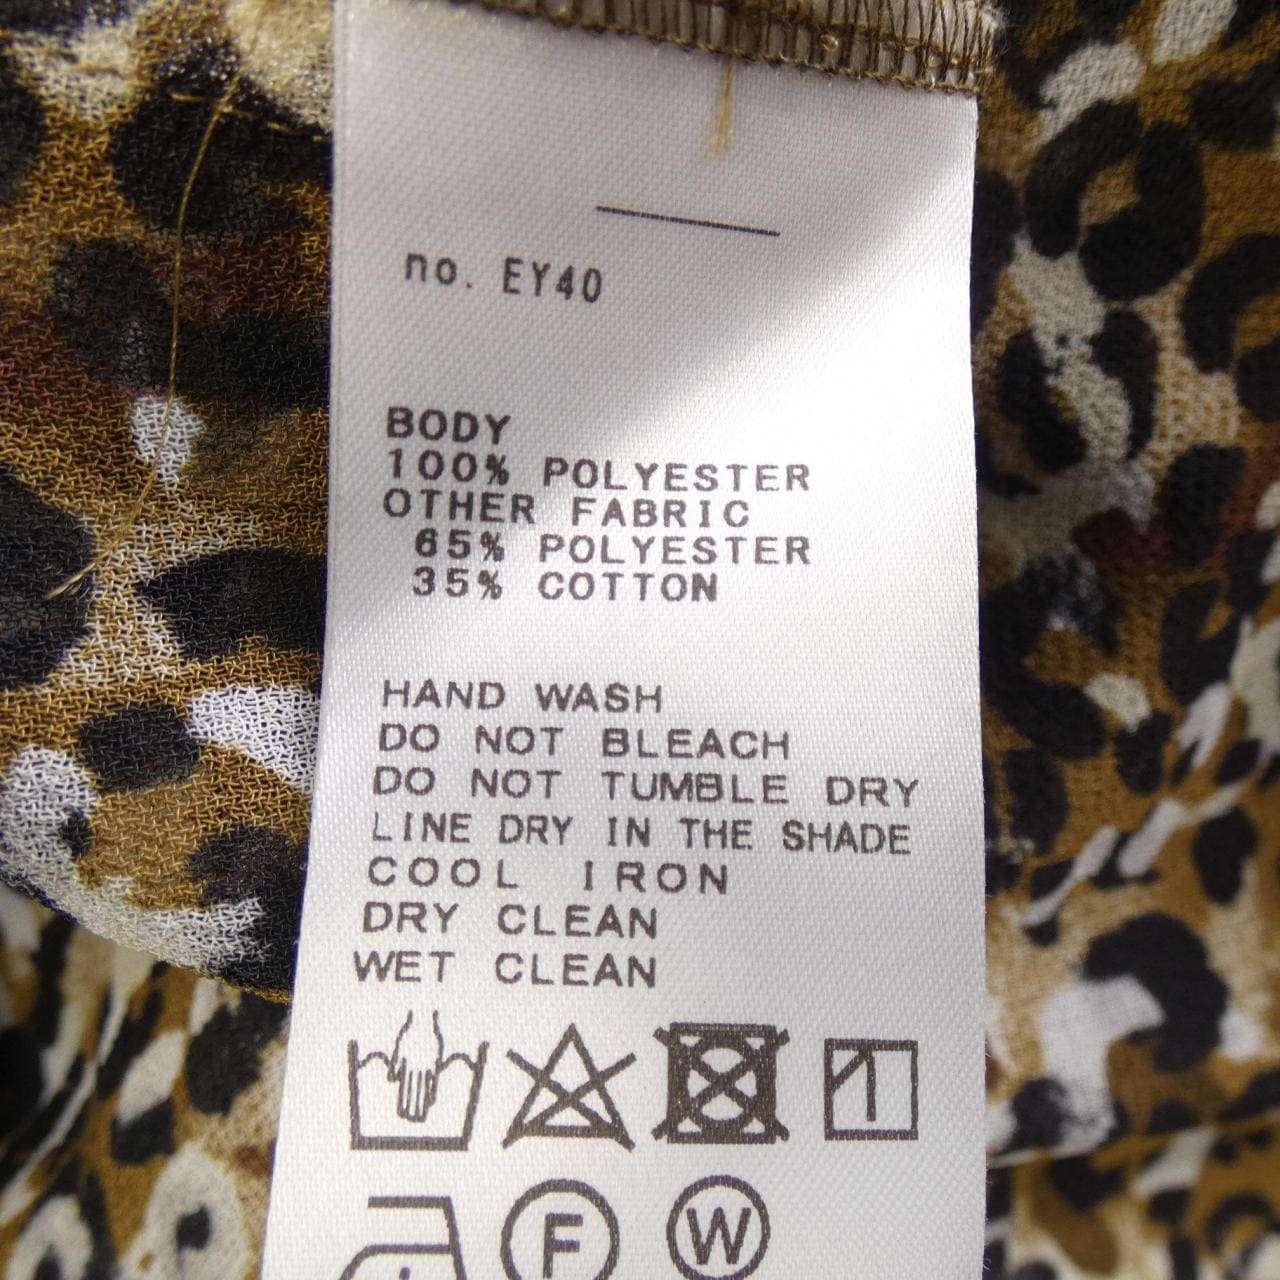 no. EY40
BODY
100% POLYESTER
OTHER FABRIC
65% POLYESTER
35% COTTON
HAND WASH
DO NOT BLEACH
DO NOT TUMBLE DRY
LINE DRY IN THE SHADE
COOL IRON
DRY CLEAN
WET CLEAN
F W